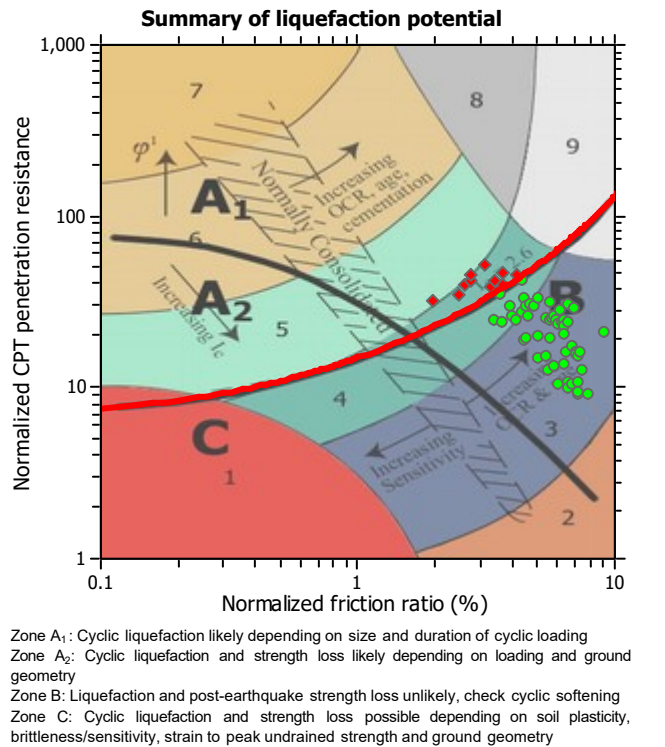 Summary of liquefaction potential
1,000
7
8
9
φ'
Increasing
OCR, age,
cementation
Normally Consolidated
A1
100
6
A2
Increasing Ic
5
B
10
4
C
1
3
Increasing
Sensitivity
OCR &
2
1
0.1
1
10
Normalized CPT penetration resistance
Normalized friction ratio (%)
Zone A1: Cyclic liquefaction likely depending on size and duration of cyclic loading
Zone A2: Cyclic liquefaction and strength loss likely depending on loading and ground
geometry
Zone B: Liquefaction and post-earthquake strength loss unlikely, check cyclic softening
Zone C: Cyclic liquefaction and strength loss possible depending on soil plasticity,
brittleness/sensitivity, strain to peak undrained strength and ground geometry